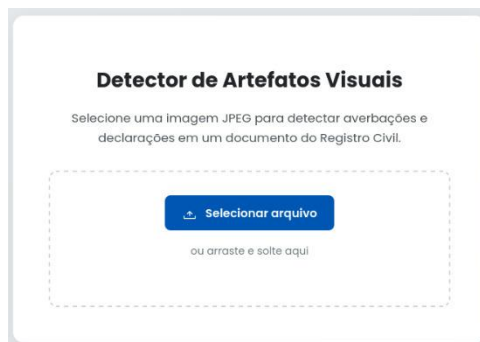 Detector de Artefatos Visuais
Selecione uma imagem JPEG para detectar averbações e
declarações em um documento do Registro Civil.
Selecionar arquivo
ou arraste e solte aqui